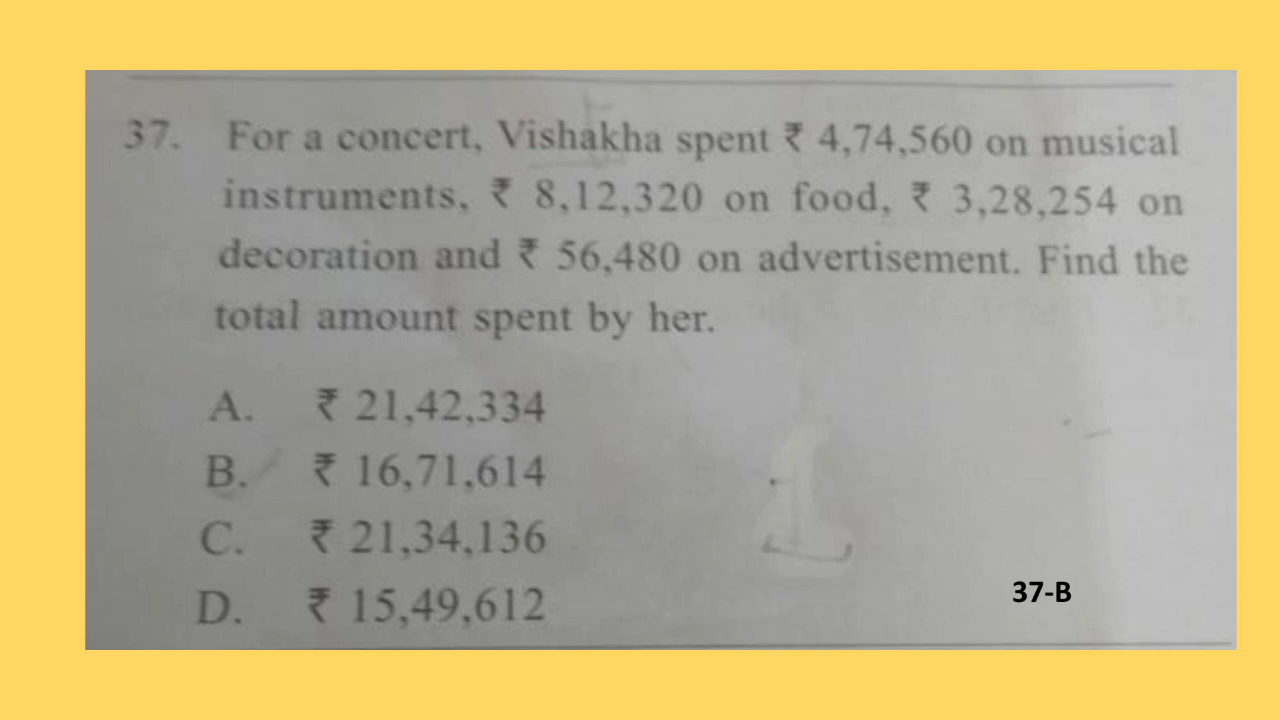 37. For a concert, Vishakha spent ₹ 4,74,560 on musical
instruments, ₹ 8,12,320 on food, ₹ 3,28,254 on
decoration and ₹ 56,480 on advertisement. Find the
total amount spent by her.
A. ₹ 21,42,334
B. ₹ 16,71,614
C. ₹ 21,34,136
D. ₹ 15,49,612
37-B